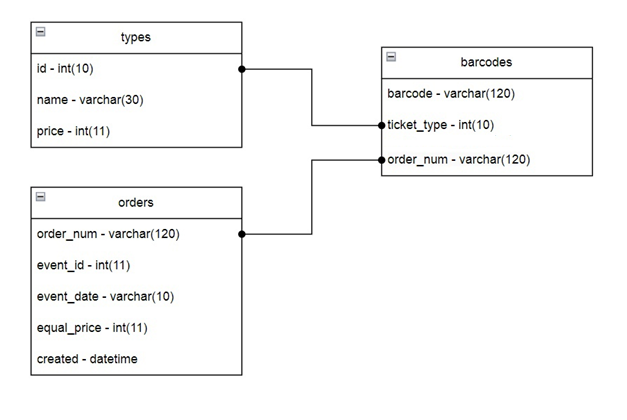 types
id - int(10)
name - varchar(30)
price - int(11)
barcodes
barcode - varchar(120)
ticket_type - int(10)
order_num - varchar(120)
orders
order_num - varchar(120)
event_id - int(11)
event_date - varchar(10)
equal_price - int(11)
created - datetime